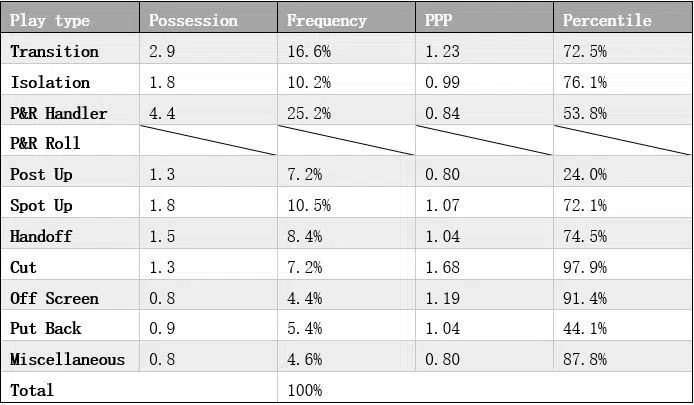 Play type Possession Frequency PPP Percentile
Transition 2.9 16.6% 1.23 72.5%
Isolation 1.8 10.2% 0.99 76.1%
P&R Handler 4.4 25.2% 0.84 53.8%
P&R Roll
Post Up 1.3 7.2% 0.80 24.0%
Spot Up 1.8 10.5% 1.07 72.1%
Handoff 1.5 8.4% 1.04 74.5%
Cut 1.3 7.2% 1.68 97.9%
Off Screen 0.8 4.4% 1.19 91.4%
Put Back 0.9 5.4% 1.04 44.1%
Miscellaneous 0.8 4.6% 0.80 87.8%
Total 100%